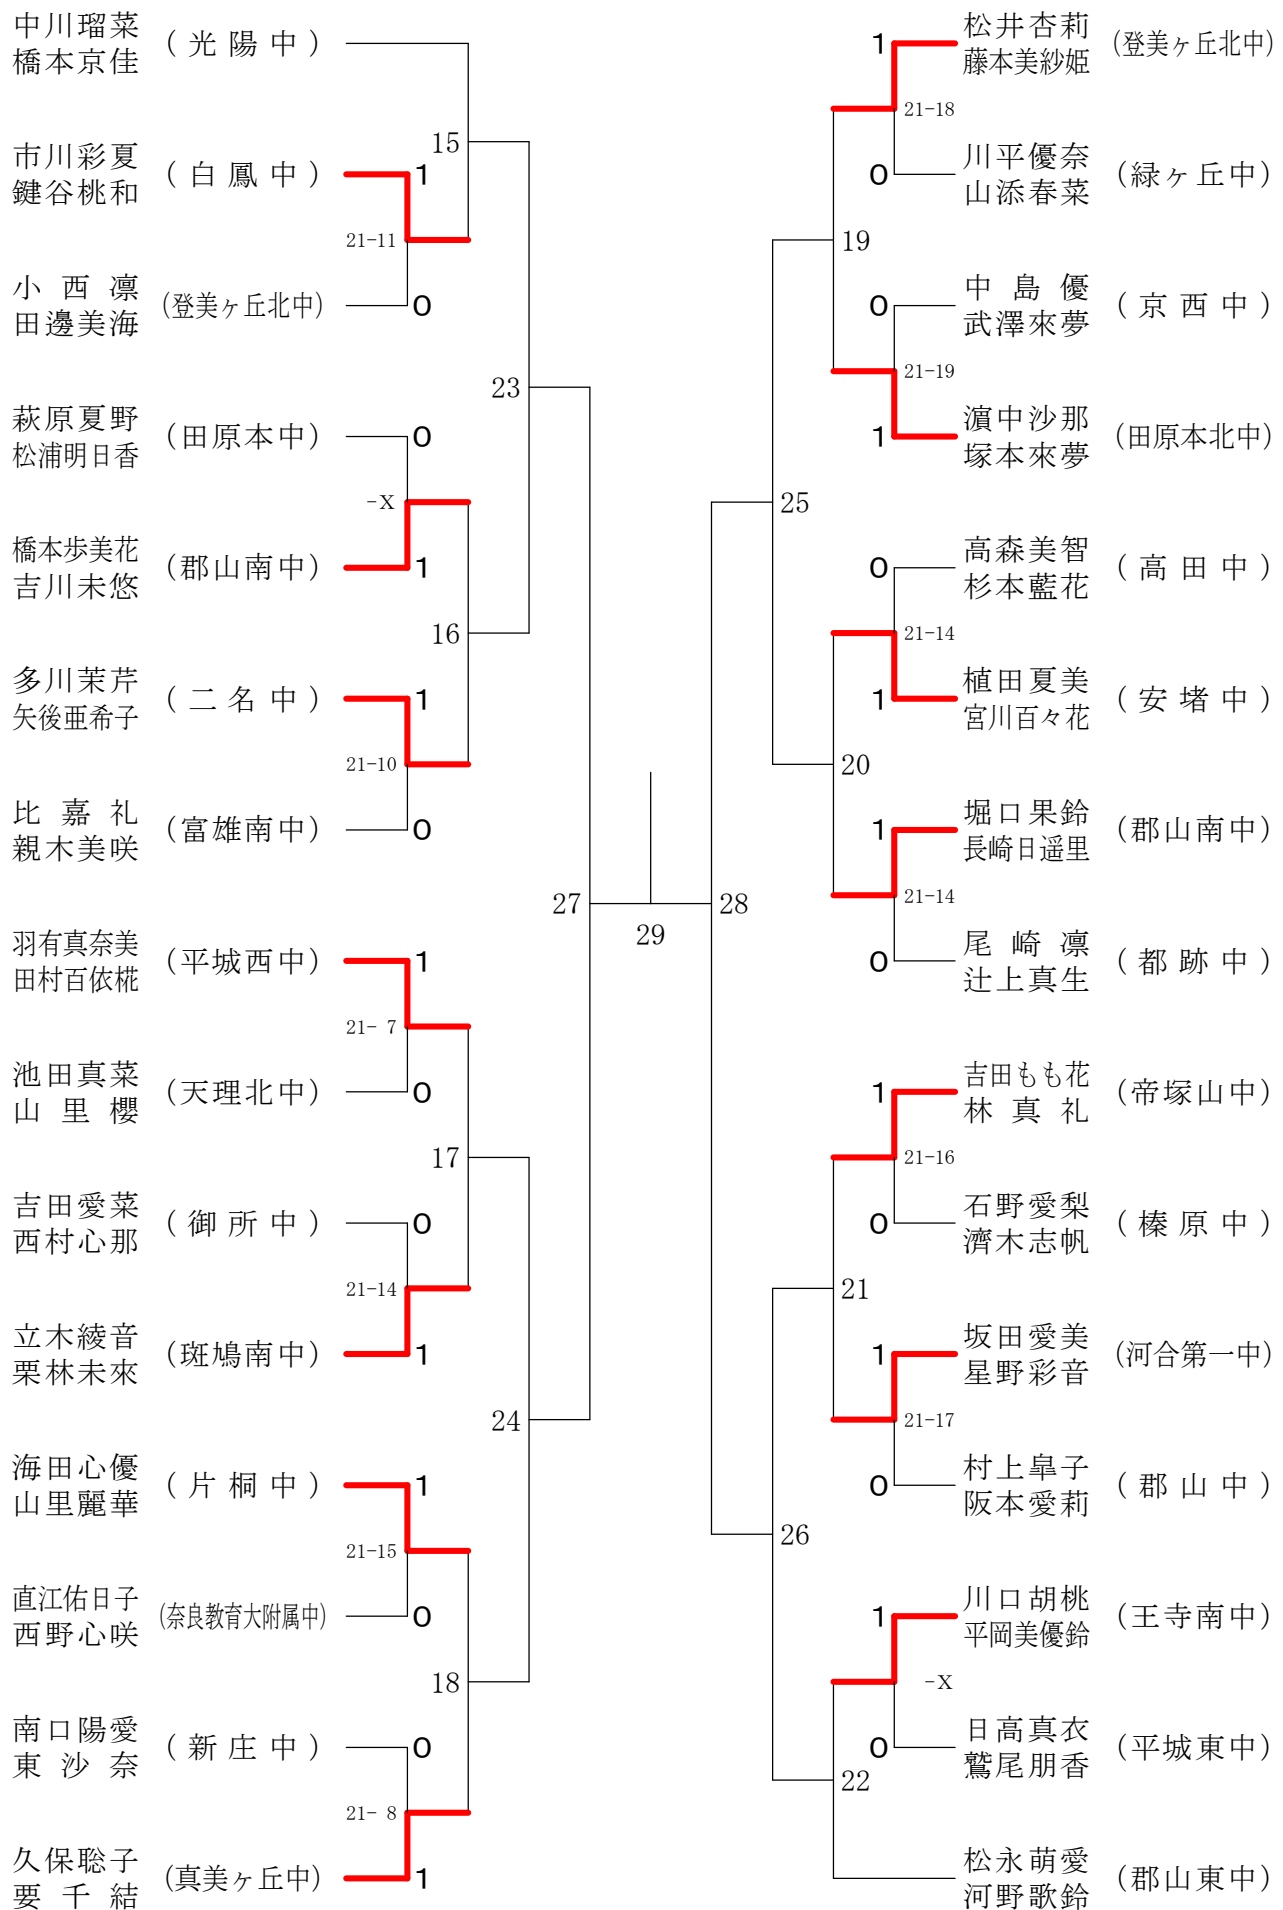 中川瑠菜
橋本京佳
(光陽中)
15
市川彩夏
鍵谷桃和
(白鳳中)
1
21-11
小西凛
田邊美海
(登美ヶ丘北中)
0
23
萩原夏野
松浦明日香
(田原本中)
0
-X
橋本歩美花
吉川未悠
(郡山南中)
1
16
多川茉芹
矢後亜希子
(二名中)
1
21-10
比嘉礼
親木美咲
(富雄南中)
0
27
羽有真奈美
田村百依椛
(平城西中)
1
21- 7
池田真菜
山里櫻
(天理北中)
0
17
吉田愛菜
西村心那
(御所中)
0
21-14
立木綾音
栗林未來
(斑鳩南中)
1
24
海田心優
山里麗華
(片桐中)
1
21-15
直江佑日子
西野心咲
(奈良教育大附属中)
0
18
南口陽愛
東沙奈
(新庄中)
0
21- 8
久保聡子
要千結
(真美ヶ丘中)
1
29
28
1
松井杏莉
藤本美紗姫
(登美ヶ丘北中)
21-18
0
川平優奈
山添春菜
(緑ヶ丘中)
19
0
中島優
武澤來夢
(京西中)
21-19
1
濵中沙那
塚本來夢
(田原本北中)
25
0
高森美智
杉本藍花
(高田中)
21-14
1
植田夏美
宮川百々花
(安堵中)
20
1
堀口果鈴
長崎日遥里
(郡山南中)
21-14
0
尾崎凛
辻上真生
(都跡中)
1
吉田もも花
林真礼
(帝塚山中)
21-16
0
石野愛梨
濟木志帆
(榛原中)
21
1
坂田愛美
星野彩音
(河合第一中)
21-17
0
村上皐子
阪本愛莉
(郡山中)
26
1
川口胡桃
平岡美優鈴
(王寺南中)
-X
0
日高真衣
鷲尾朋香
(平城東中)
22
松永萌愛
河野歌鈴
(郡山東中)